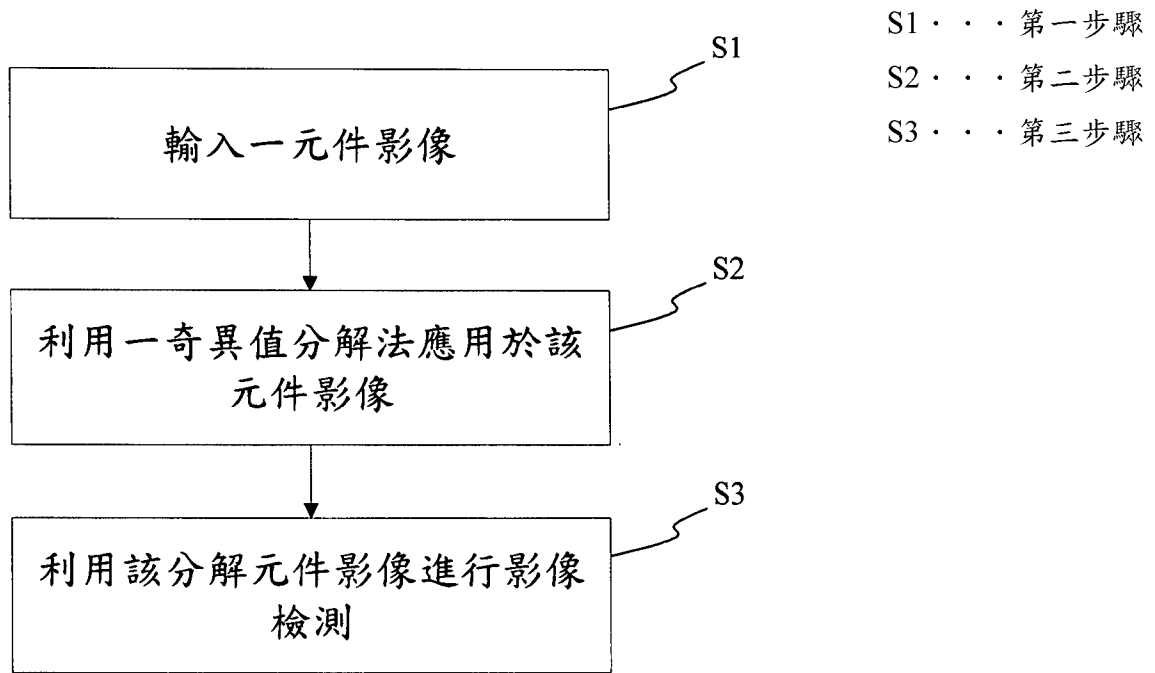 S1
輸入一元件影像
S2
利用一奇異值分解法應用於該
元件影像
S3
利用該分解元件影像進行影像
檢測
S1···第一步驟
S2···第二步驟
S3···第三步驟